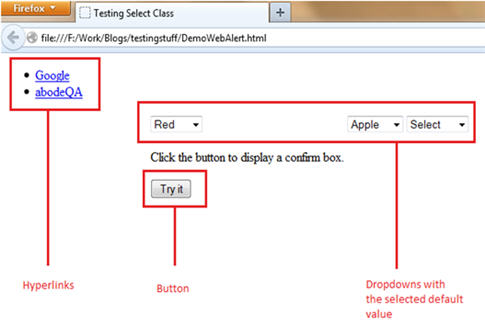 Firefox
Testing Select Class
file:///F:/Work/Blogs/testingstuff/DemoWebAlert.html
Google
abodeQA
Red Apple Select
Click the button to display a confirm box.
Try it
Hyperlinks
Button
Dropdowns with
the selected default
value